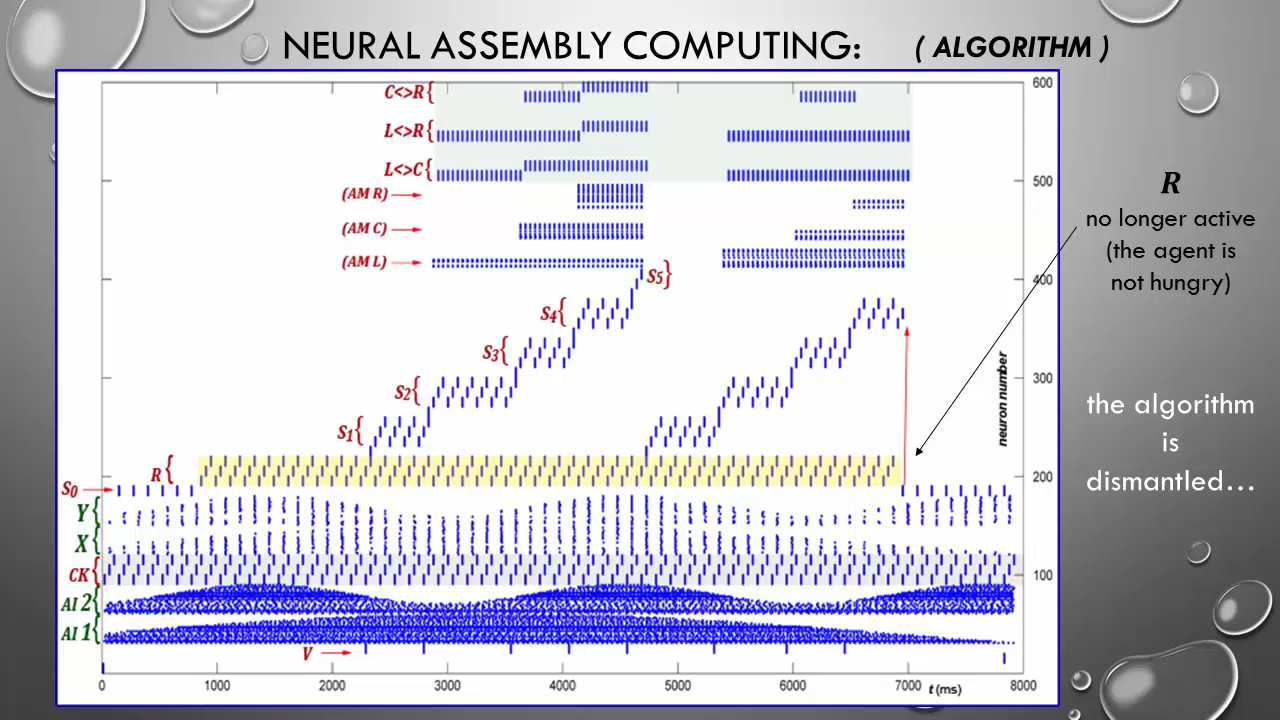 NEURAL ASSEMBLY COMPUTING:
( ALGORITHM )
C<>R{
L<>R{
L<>C{
(AM R)
(AM C)
(AM L)
S5}
S4{
S3{
S2{
S1{
R{
S0
Y{
X{
CK{
AI 2{
AI 1{
V
600
500
400
300
200
100
neuron number
0
1000
2000
3000
4000
5000
6000
7000
t (ms)
8000
R
no longer active
(the agent is
not hungry)
the algorithm
is
dismantled…